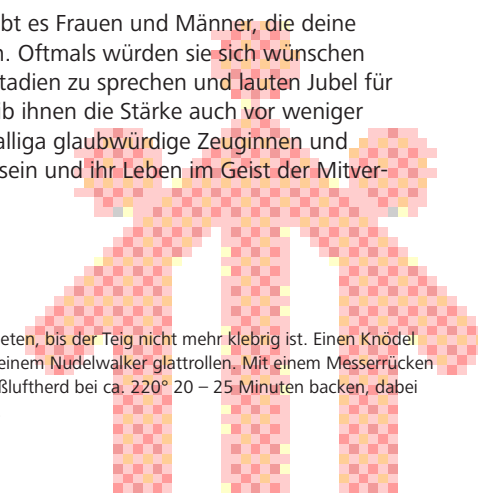 bt es Frauen und Männer, die deine
n. Oftmals würden sie sich wünschen
tadien zu sprechen und lauten Jubel für
ib ihnen die Stärke auch vor weniger
alliga glaubwürdige Zeuginnen und
sein und ihr Leben im Geist der Mitver-
eten, bis der Teig nicht mehr klebrig ist. Einen Knödel
einem Nudelwalker glattrollen. Mit einem Messerrücken
ßluftherd bei ca. 220° 20 – 25 Minuten backen, dabei